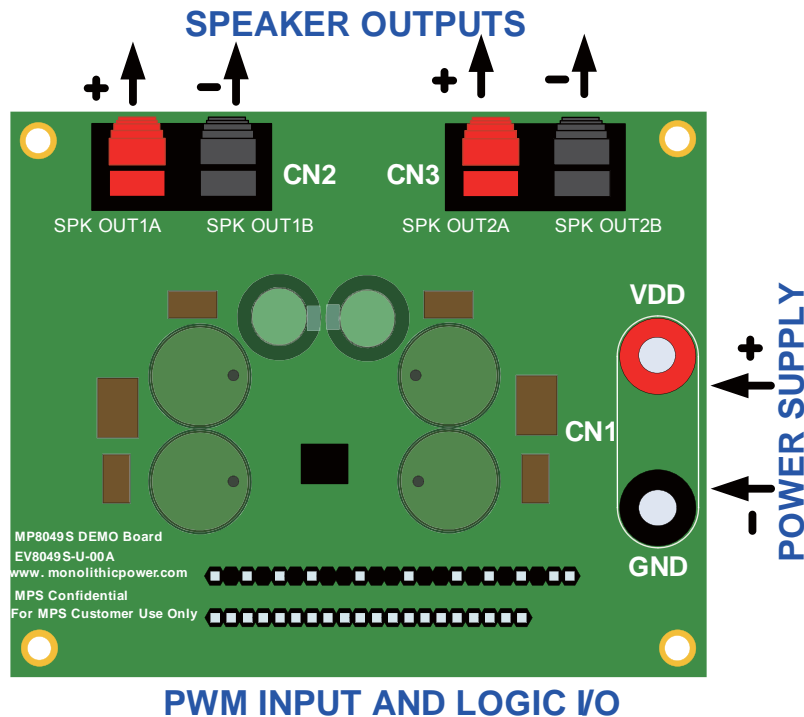 SPEAKER OUTPUTS
+ - + -
CN2 CN3
SPK OUT1A SPK OUT1B SPK OUT2A SPK OUT2B
VDD
+
POWER SUPPLY
CN1
-
GND
MP8049S DEMO Board
EV8049S-U-00A
www. monolithicpower.com
MPS Confidential
For MPS Customer Use Only
PWM INPUT AND LOGIC I/O